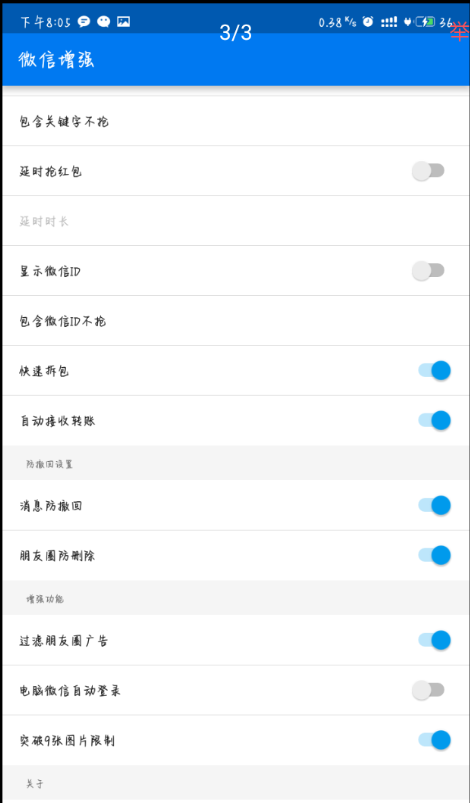 下午8:05
3/3
0.38 K/s
36
举
微信增强
包含关键字不抢
延时抢红包
延时时长
显示微信ID
包含微信ID不抢
快速拆包
自动接收转账
防撤回设置
消息防撤回
朋友圈防删除
增强功能
过滤朋友圈广告
电脑微信自动登录
突破9张图片限制
关于